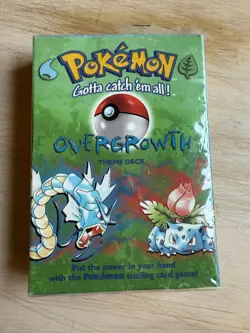 POKéMON
Gotta catch 'em all!
OVERGROWTH
THEME DECK
Put the power in your hand
with the POKéMON trading card game!